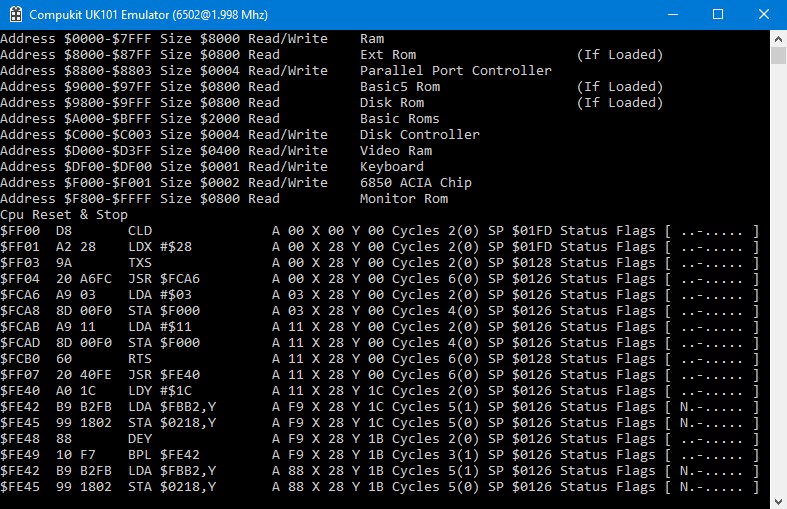 Compukit UK101 Emulator (6502@1.998 Mhz)
Address $0000-$7FFF Size $8000 Read/Write    Ram
Address $8000-$87FF Size $0800 Read          Ext Rom                    (If Loaded)
Address $8800-$8803 Size $0004 Read/Write    Parallel Port Controller
Address $9000-$97FF Size $0800 Read          Basic5 Rom                 (If Loaded)
Address $9800-$9FFF Size $0800 Read          Disk Rom                   (If Loaded)
Address $A000-$BFFF Size $2000 Read          Basic Roms
Address $C000-$C003 Size $0004 Read/Write    Disk Controller
Address $D000-$D3FF Size $0400 Read/Write    Video Ram
Address $DF00-$DF00 Size $0001 Read/Write    Keyboard
Address $F000-$F001 Size $0002 Read/Write    6850 ACIA Chip
Address $F800-$FFFF Size $0800 Read/Write    Monitor Rom
Cpu Reset & Stop
$FF00  D8       CLD               A 00 X 00 Y 00 Cycles 2(0) SP $01FD Status Flags [ ..-..... ]
$FF01  A2 28    LDX #$28          A 00 X 28 Y 00 Cycles 2(0) SP $01FD Status Flags [ ..-..... ]
$FF03  9A       TXS               A 00 X 28 Y 00 Cycles 2(0) SP $0128 Status Flags [ ..-..... ]
$FF04  20 A6FC  JSR $FCA6         A 00 X 28 Y 00 Cycles 6(0) SP $0126 Status Flags [ ..-..... ]
$FCA6  A9 03    LDA #$03          A 03 X 28 Y 00 Cycles 2(0) SP $0126 Status Flags [ ..-..... ]
$FCA8  8D 00F0  STA $F000         A 03 X 28 Y 00 Cycles 4(0) SP $0126 Status Flags [ ..-..... ]
$FCAB  A9 11    LDA #$11          A 11 X 28 Y 00 Cycles 2(0) SP $0126 Status Flags [ ..-..... ]
$FCAD  8D 00F0  STA $F000         A 11 X 28 Y 00 Cycles 4(0) SP $0126 Status Flags [ ..-..... ]
$FCB0  60       RTS               A 11 X 28 Y 00 Cycles 6(0) SP $0128 Status Flags [ ..-..... ]
$FF07  20 40FE  JSR $FE40         A 11 X 28 Y 00 Cycles 6(0) SP $0126 Status Flags [ ..-..... ]
$FE40  A0 1C    LDY #$1C          A 11 X 28 Y 1C Cycles 2(0) SP $0126 Status Flags [ ..-..... ]
$FE42  B9 B2FB  LDA $FBB2,Y       A F9 X 28 Y 1C Cycles 5(1) SP $0126 Status Flags [ N.-..... ]
$FE45  99 1802  STA $0218,Y       A F9 X 28 Y 1C Cycles 5(0) SP $0126 Status Flags [ N.-..... ]
$FE48  88       DEY               A F9 X 28 Y 1B Cycles 2(0) SP $0126 Status Flags [ ..-..... ]
$FE49  10 F7    BPL $FE42         A F9 X 28 Y 1B Cycles 3(1) SP $0126 Status Flags [ ..-..... ]
$FE42  B9 B2FB  LDA $FBB2,Y       A 88 X 28 Y 1B Cycles 5(1) SP $0126 Status Flags [ N.-..... ]
$FE45  99 1802  STA $0218,Y       A 88 X 28 Y 1B Cycles 5(0) SP $0126 Status Flags [ N.-..... ]